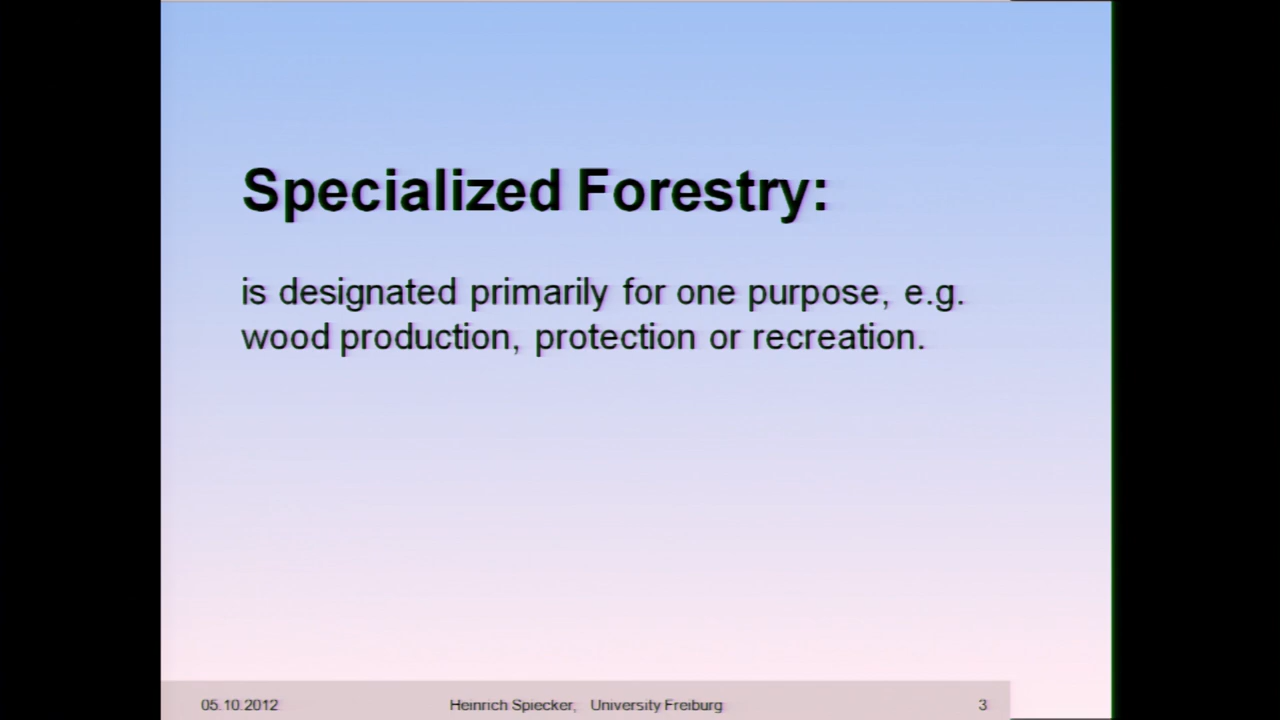 Specialized Forestry:
is designated primarily for one purpose, e.g.
wood production, protection or recreation.
05.10.2012 Heinrich Spiecker, University Freiburg 3